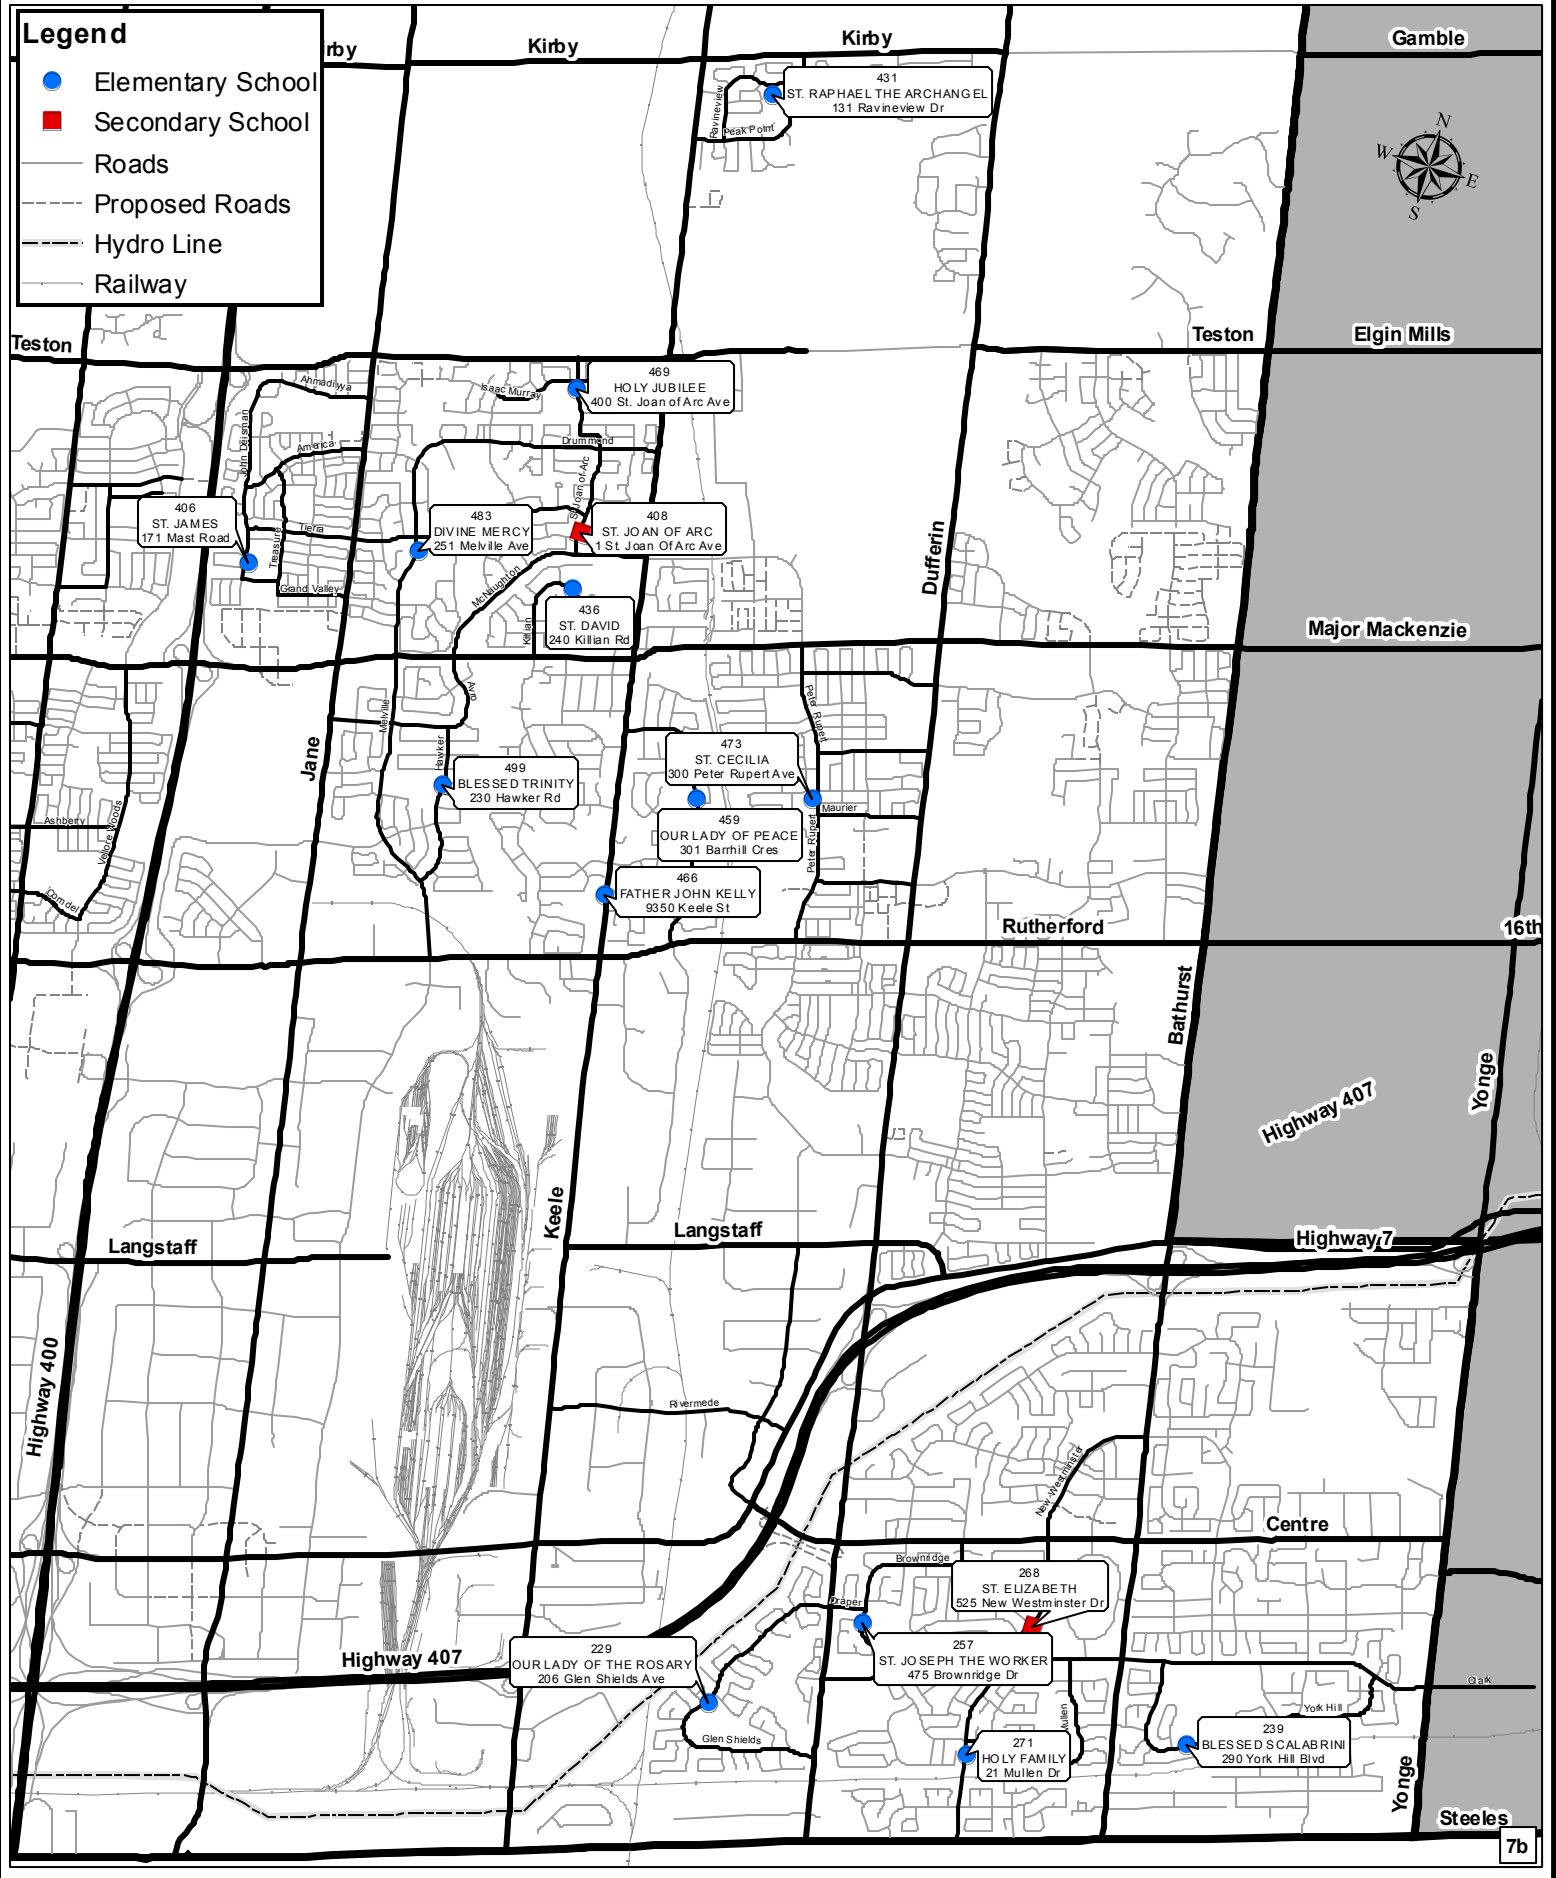 Legend
Elementary School
Secondary School
Roads
Proposed Roads
Hydro Line
Railway
irby
Kirby
Kirby
Gamble
431
ST. RAPHAEL THE ARCHANGEL
131 Ravineview Dr
Ravineview
Peak Point
N
W
E
S
Teston
Teston
Elgin Mills
469
HOLY JUBILEE
400 St. Joan of Arc Ave
Ahmadiyya
Isaac Murray
John Deisman
America
Drummond
St. Joan of Arc
406
ST. JAMES
171 Mast Road
483
DIVINE MERCY
251 Melville Ave
408
ST. JOAN OF ARC
1 St. Joan Of Arc Ave
Tierra
Treasure
Grand Valley
McNaughton
Killian
436
ST. DAVID
240 Killian Rd
Dufferin
Major Mackenzie
Avro
Melville
Hawker
Peter Rupert
Jane
473
ST. CECILIA
300 Peter Rupert Ave
499
BLESSED TRINITY
230 Hawker Rd
Maurier
Peter Rupert
459
OUR LADY OF PEACE
301 Barrhill Cres
Ashberry
Vellore Woods
Comdel
466
FATHER JOHN KELLY
9350 Keele St
Rutherford
16th
Bathurst
Yonge
Highway 407
Keele
Langstaff
Langstaff
Highway 7
Highway 400
Rivermede
New Westminster
Centre
Brownridge
268
ST. ELIZABETH
525 New Westminster Dr
Draper
Highway 407
229
OUR LADY OF THE ROSARY
206 Glen Shields Ave
257
ST. JOSEPH THE WORKER
475 Brownridge Dr
Clark
York Hill
Mullen
Glen Shields
271
HOLY FAMILY
21 Mullen Dr
239
BLESSED SCALABRINI
290 York Hill Blvd
Yonge
Steeles
7b